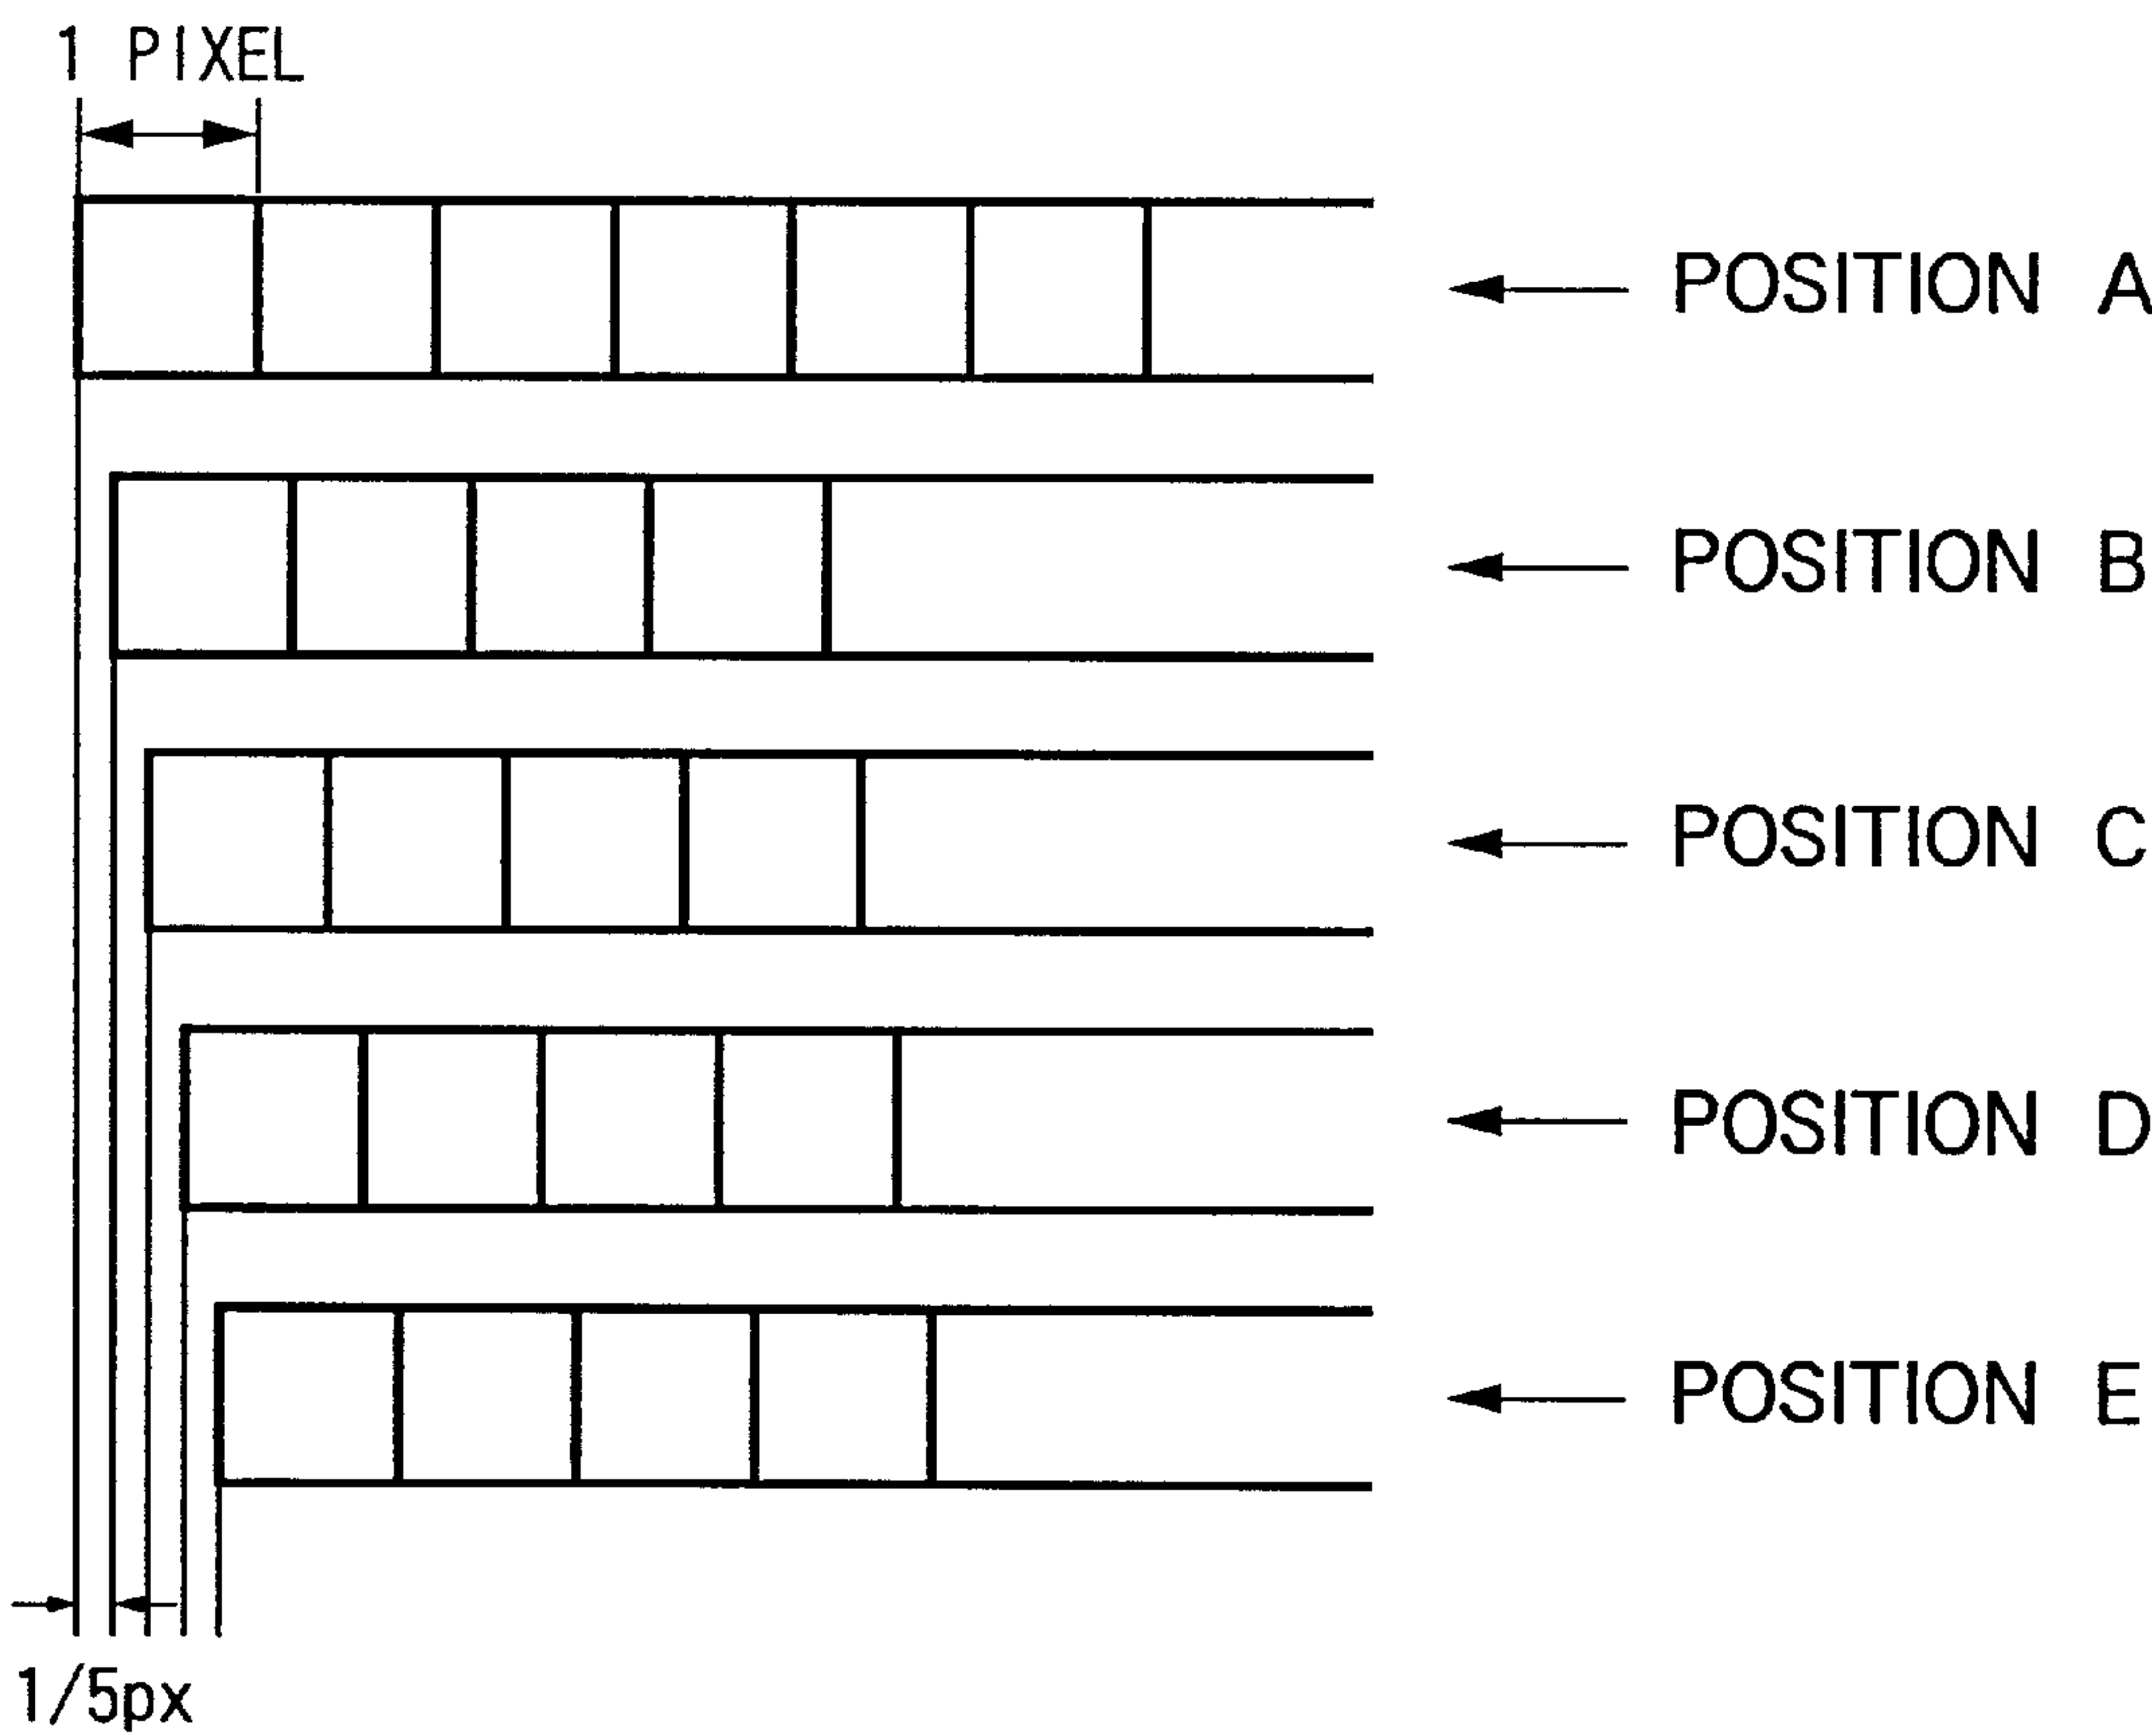 1 PIXEL
POSITION A
POSITION B
POSITION C
POSITION D
POSITION E
1/5px